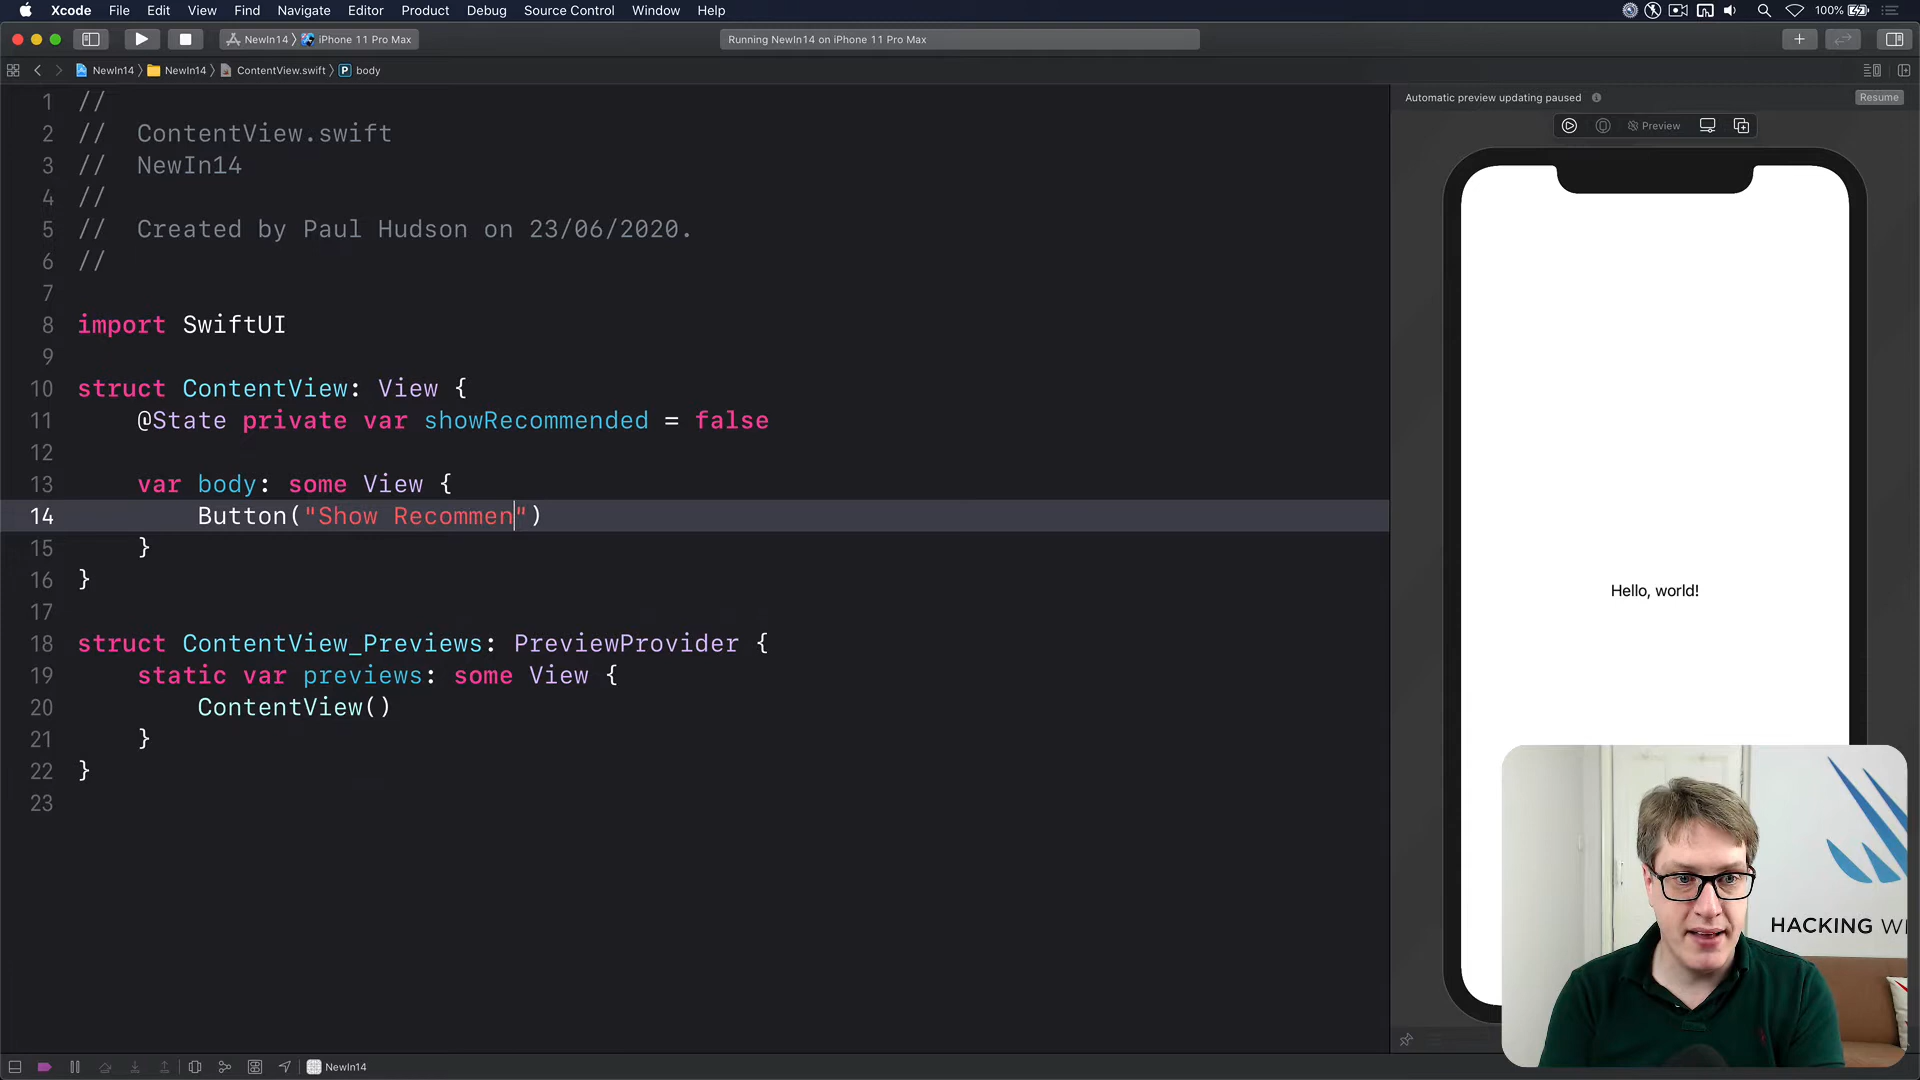 Xcode File Edit View Find Navigate Editor Product Debug Source Control Window Help 100%
NewIn14 iPhone 11 Pro Max Running NewIn14 on iPhone 11 Pro Max
NewIn14 NewIn14 ContentView.swift P body
Automatic preview updating paused Resume
Preview
1 //
2 //  ContentView.swift
3 //  NewIn14
4 //
5 //  Created by Paul Hudson on 23/06/2020.
6 //
7
8 import SwiftUI
9
10 struct ContentView: View {
11     @State private var showRecommended = false
12
13     var body: some View {
14         Button("Show Recommen")
15     }
16 }
17
18 struct ContentView_Previews: PreviewProvider {
19     static var previews: some View {
20         ContentView()
21     }
22 }
23
Hello, world!
HACKING WI
NewIn14